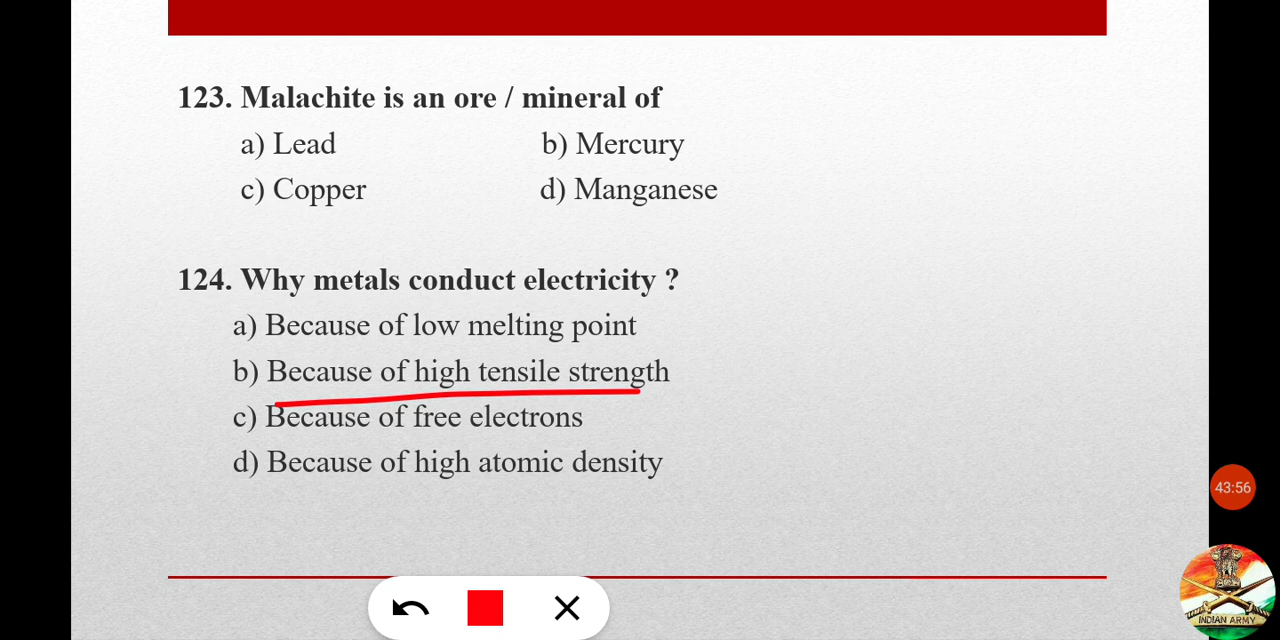 123. Malachite is an ore / mineral of
a) Lead b) Mercury
c) Copper d) Manganese
124. Why metals conduct electricity ?
a) Because of low melting point
b) Because of high tensile strength
c) Because of free electrons
d) Because of high atomic density
43:56
INDIAN ARMY